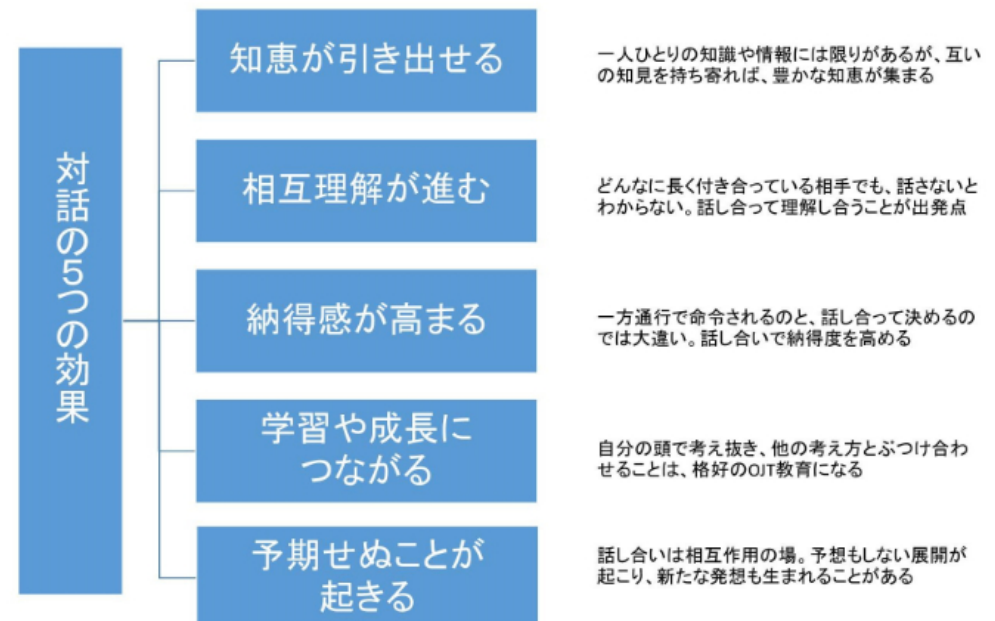 対話の5つの効果
知恵が引き出せる
一人ひとりの知識や情報には限りがあるが、互い
の知見を持ち寄れば、豊かな知恵が集まる
相互理解が進む
どんなに長く付き合っている相手でも、話さないと
わからない。話し合って理解し合うことが出発点
納得感が高まる
一方通行で命令されるのと、話し合って決めるの
では大違い。話し合いで納得度を高める
学習や成長に
つながる
自分の頭で考え抜き、他の考え方とぶつけ合わ
せることは、格好のOJT教育になる
予期せぬことが
起きる
話し合いは相互作用の場。予想もしない展開が
起こり、新たな発想も生まれることがある